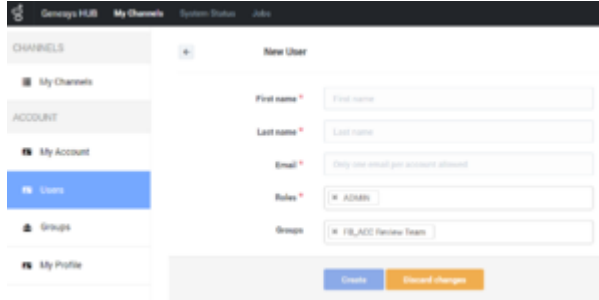 Genesys HUB My Channels System Status Jobs
CHANNELS
My Channels
ACCOUNT
My Account
Users
Groups
My Profile
New User
First name *
First name
Last name *
Last name
Email *
Only one email per account allowed
Roles *
× ADMIN
Groups
× FB_ACC Review Team
Create
Discard changes